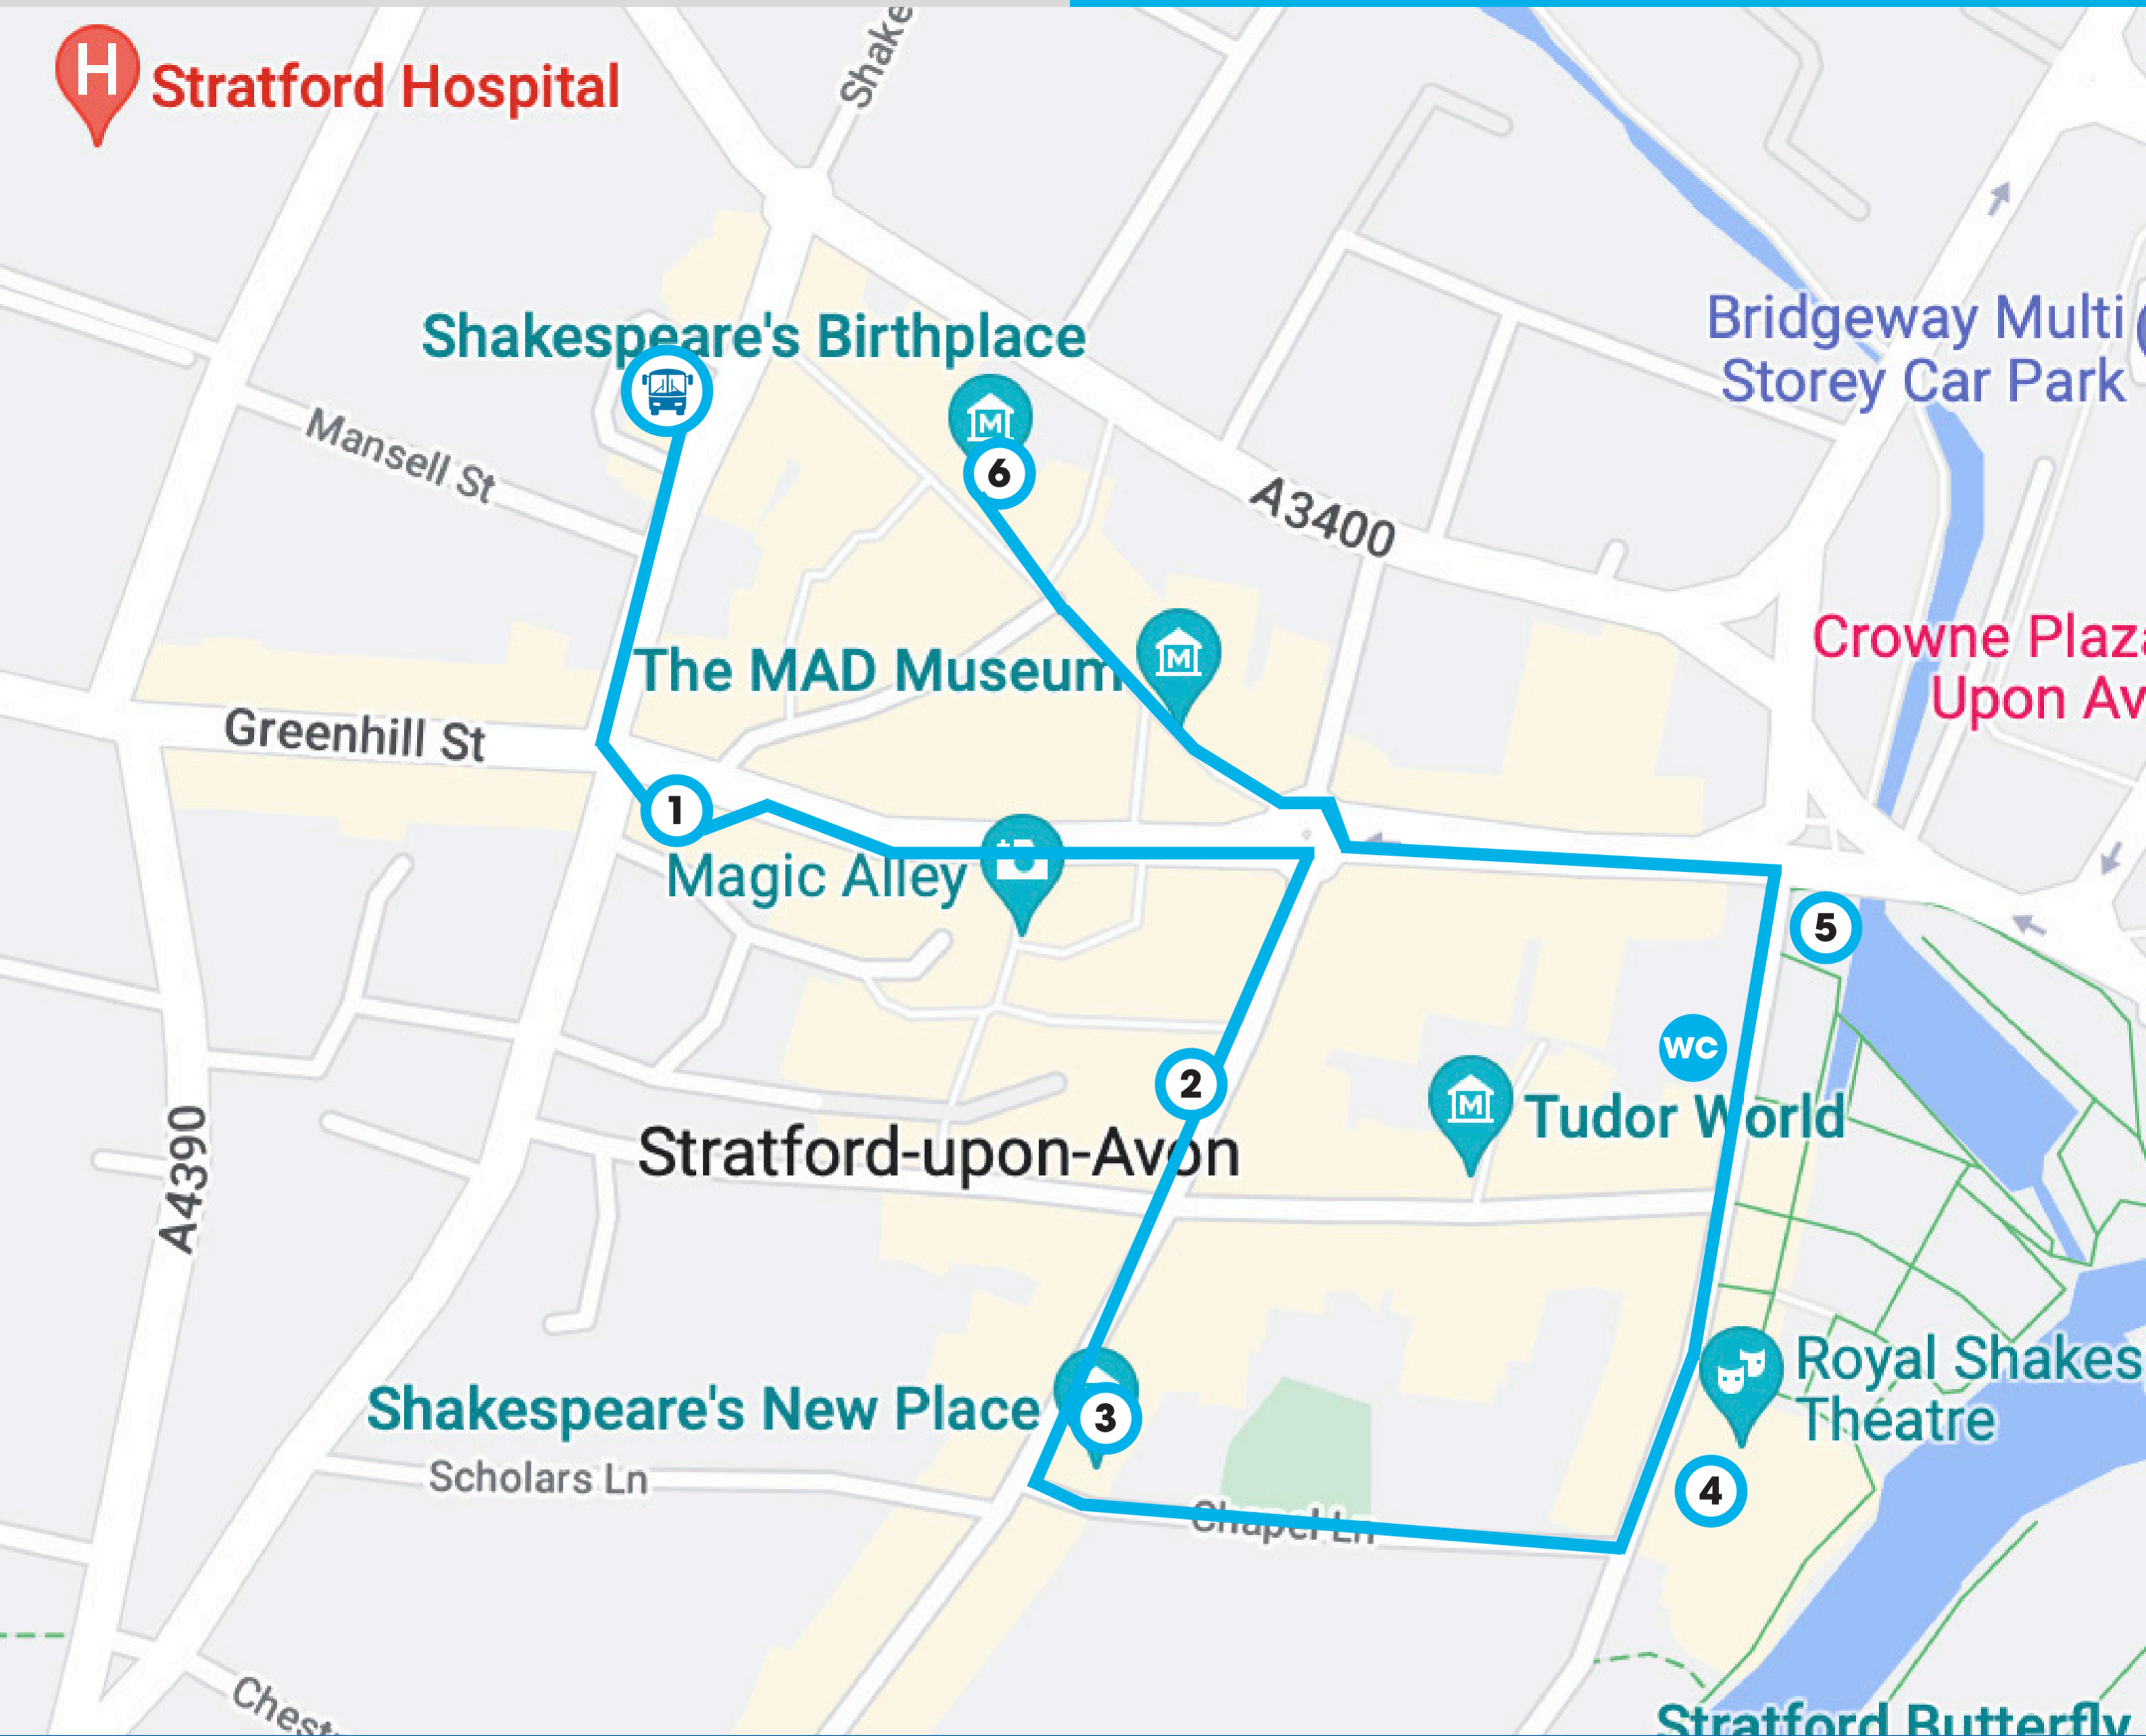 H
Stratford Hospital
Shake
Shakespeare's Birthplace
M
6
Mansell St
A3400
Bridgeway Multi
Storey Car Park
The MAD Museum
M
Crowne Plaza
Upon Av
Greenhill St
1
Magic Alley
5
WC
2
M
Tudor World
Stratford-upon-Avon
A4390
Royal Shakes
Theatre
Shakespeare's New Place
3
Scholars Ln
Chapel Ln
4
Chest
Stratford Butterfly